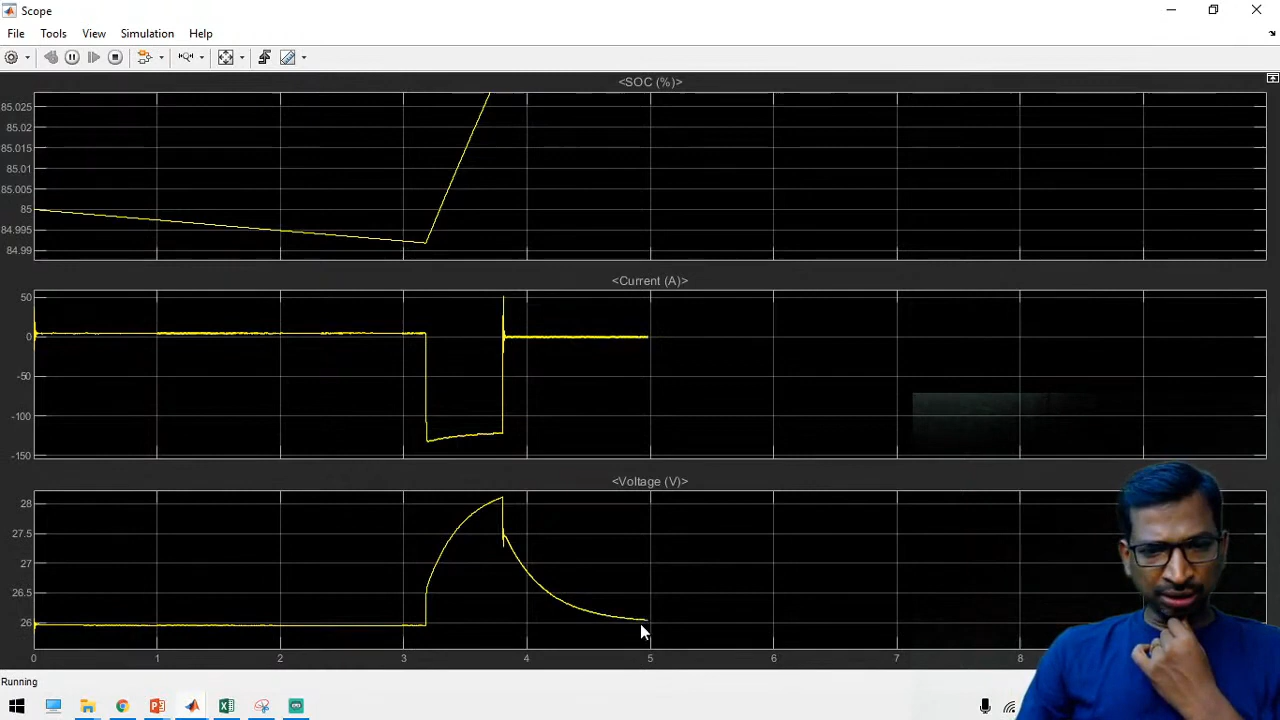 Scope
File Tools View Simulation Help
<SOC (%)>
85.025
85.02
85.015
85.01
85.005
85
84.995
84.99
<Current (A)>
50
0
-50
-100
-150
<Voltage (V)>
28
27.5
27
26.5
26
0 1 2 3 4 5 6 7 8
Running